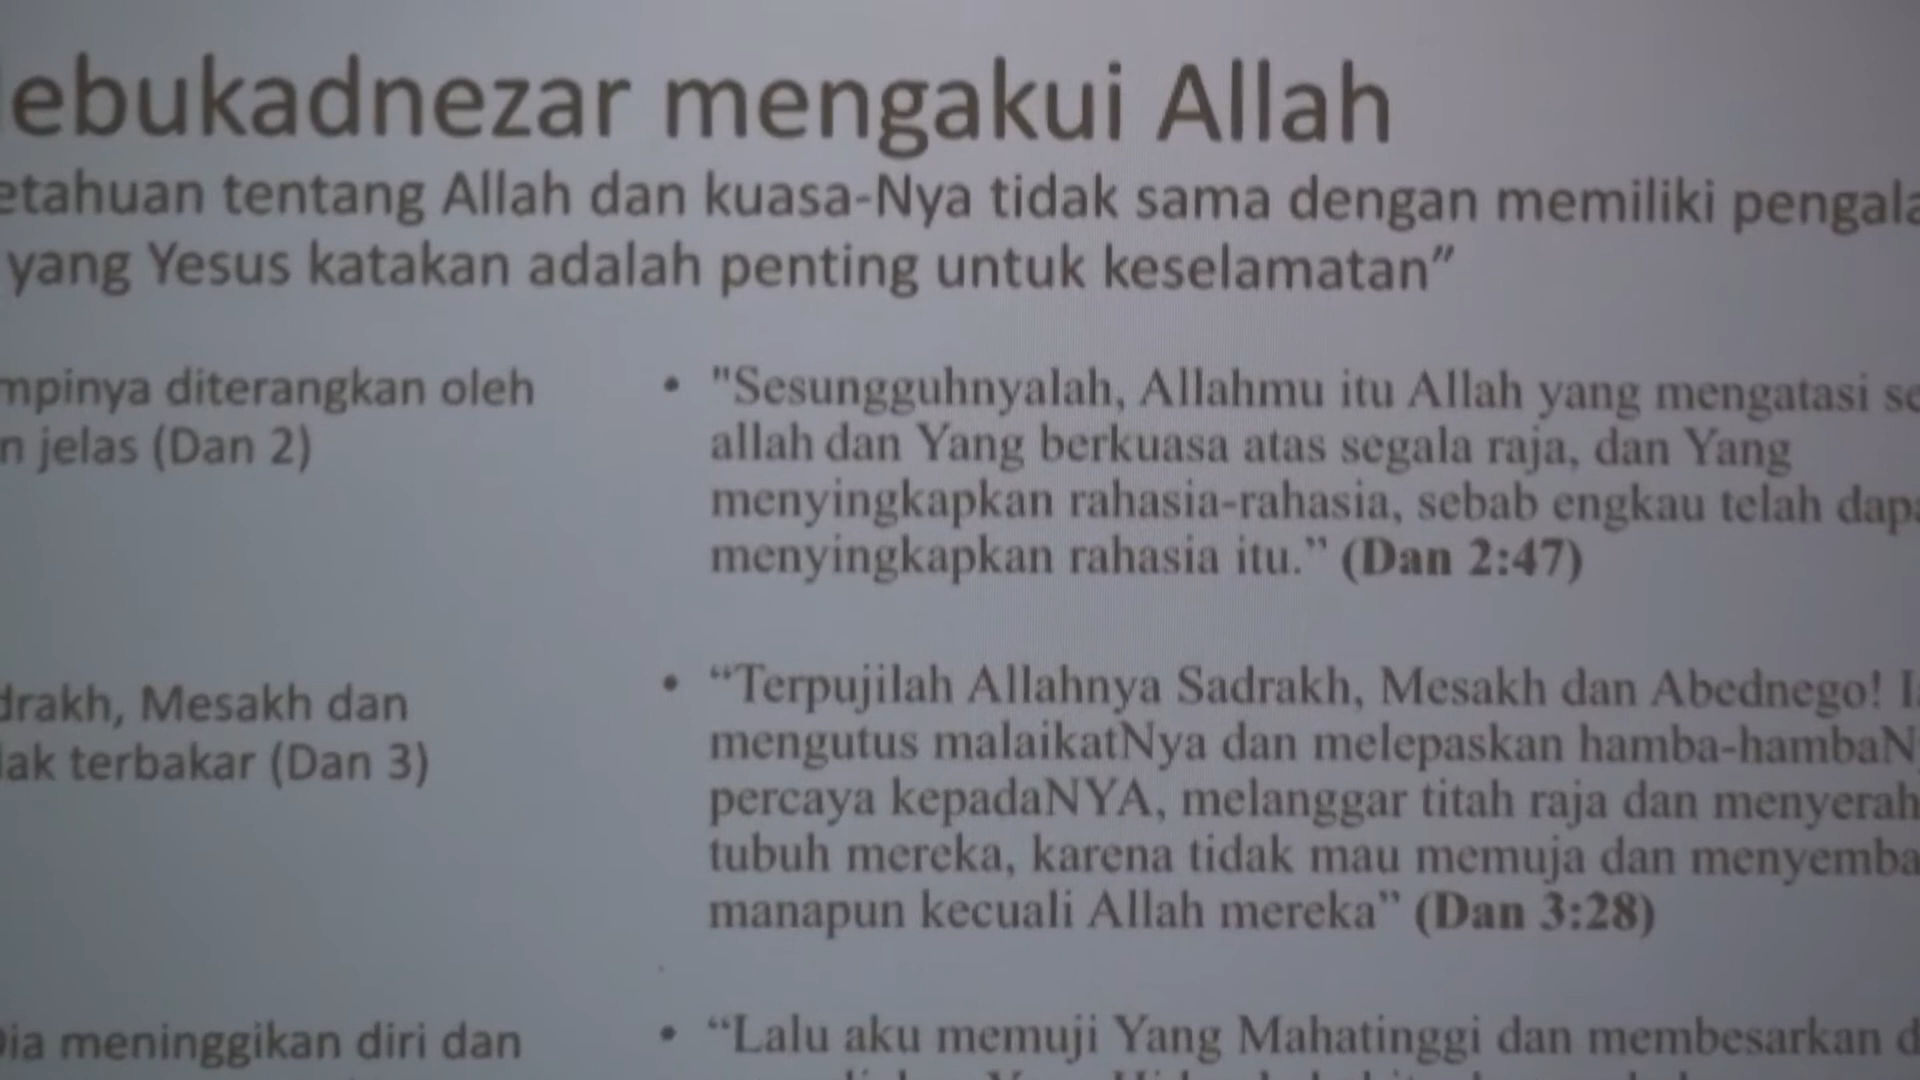 ebukadnezar mengakui Allah
etahuan tentang Allah dan kuasa-Nya tidak sama dengan memiliki pengala
yang Yesus katakan adalah penting untuk keselamatan”
mpinya diterangkan oleh
n jelas (Dan 2)
• "Sesungguhnyalah, Allahmu itu Allah yang mengatasi se
allah dan Yang berkuasa atas segala raja, dan Yang
menyingkapkan rahasia-rahasia, sebab engkau telah dapa
menyingkapkan rahasia itu.” (Dan 2:47)
drakh, Mesakh dan
lak terbakar (Dan 3)
• “Terpujilah Allahnya Sadrakh, Mesakh dan Abednego! I
mengutus malaikatNya dan melepaskan hamba-hambaN
percaya kepadaNYA, melanggar titah raja dan menyerah
tubuh mereka, karena tidak mau memuja dan menyemba
manapun kecuali Allah mereka” (Dan 3:28)
Dia meninggikan diri dan
• “Lalu aku memuji Yang Mahatinggi dan membesarkan d